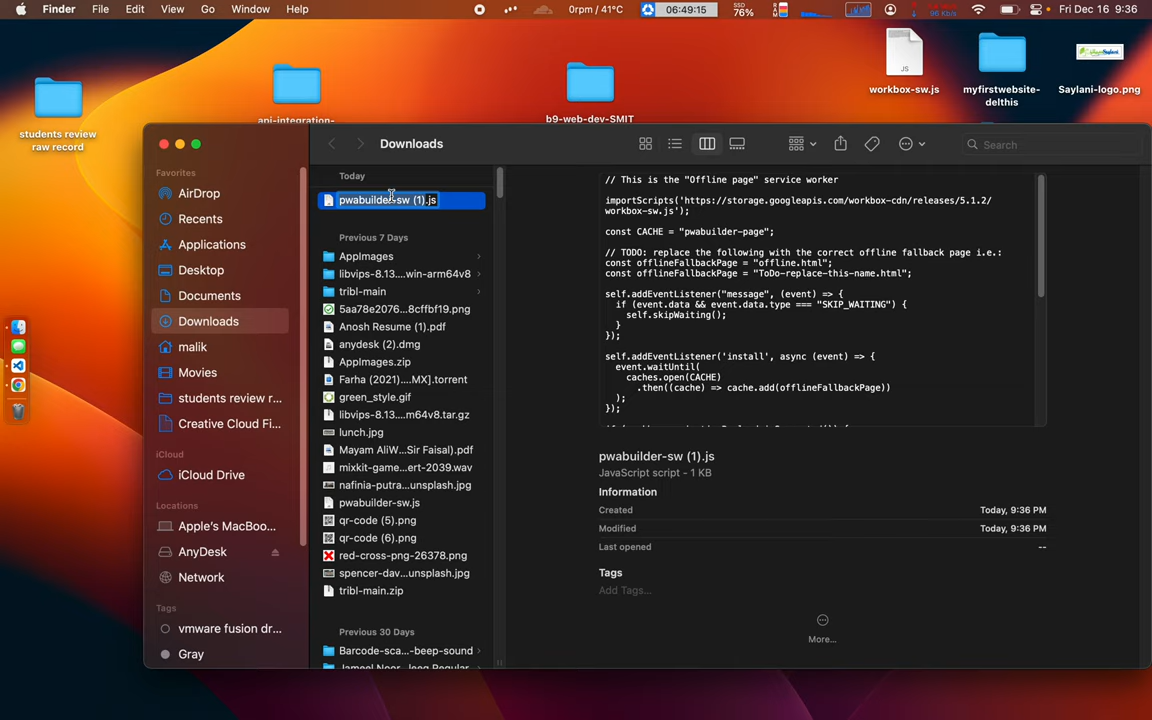 Finder File Edit View Go Window Help
0rpm / 41°C
06:49:15
SSD
76%
96 Kb/s
Fri Dec 16 9:36
students review
raw record
api-integration-
b9-web-dev-SMIT
JS
workbox-sw.js
myfirstwebsite-
delthis
Saylani-logo.png
Downloads
Search
Favorites
AirDrop
Recents
Applications
Desktop
Documents
Downloads
malik
Movies
students review r...
Creative Cloud Fi...
iCloud
iCloud Drive
Locations
Apple's MacBoo...
AnyDesk
Network
Tags
vmware fusion dr...
Gray
Today
pwabuilder-sw (1).js
Previous 7 Days
AppImages
libvips-8.13....win-arm64v8
tribl-main
5aa78e2076...8cffbf19.png
Anosh Resume (1).pdf
anydesk (2).dmg
AppImages.zip
Farha (2021)....MX].torrent
green_style.gif
libvips-8.13....m64v8.tar.gz
lunch.jpg
Mayam AliW...Sir Faisal).pdf
mixkit-game...ert-2039.wav
nafinia-putra...unsplash.jpg
pwabuilder-sw.js
qr-code (5).png
qr-code (6).png
red-cross-png-26378.png
spencer-dav...unsplash.jpg
tribl-main.zip
Previous 30 Days
Barcode-sca...-beep-sound
// This is the "Offline page" service worker
importScripts('https://storage.googleapis.com/workbox-cdn/releases/5.1.2/
workbox-sw.js');
const CACHE = "pwabuilder-page";
// TODO: replace the following with the correct offline fallback page i.e.:
const offlineFallbackPage = "offline.html";
const offlineFallbackPage = "ToDo-replace-this-name.html";
self.addEventListener("message", (event) => {
if (event.data && event.data.type === "SKIP_WAITING") {
self.skipWaiting();
}
});
self.addEventListener('install', async (event) => {
event.waitUntil(
caches.open(CACHE)
.then((cache) => cache.add(offlineFallbackPage))
);
});
pwabuilder-sw (1).js
JavaScript script - 1 KB
Information
Created Today, 9:36 PM
Modified Today, 9:36 PM
Last opened --
Tags
Add Tags...
More...